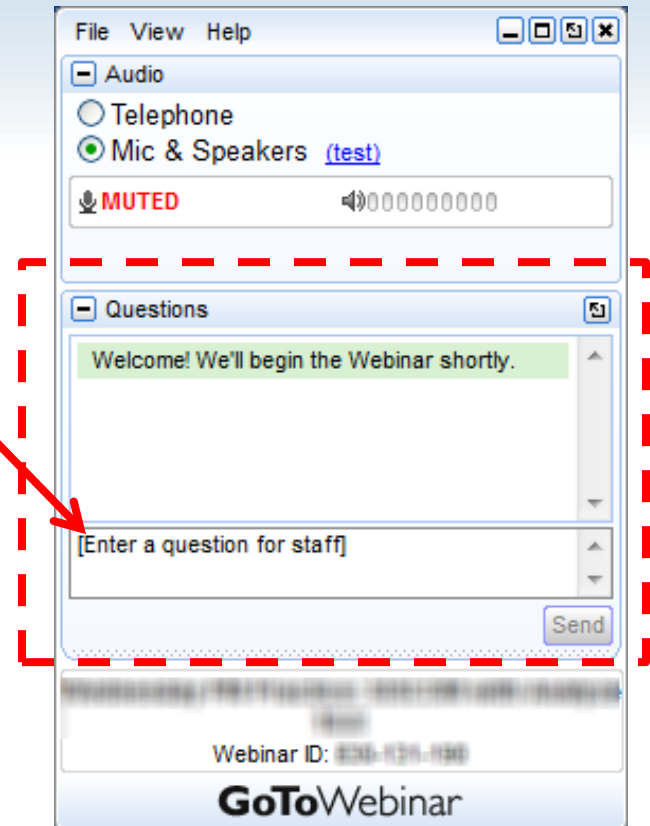 File View Help
Audio
Telephone
Mic & Speakers (test)
MUTED 000000000
Questions
Welcome! We'll begin the Webinar shortly.
[Enter a question for staff]
Send
Webinar ID:
GoToWebinar